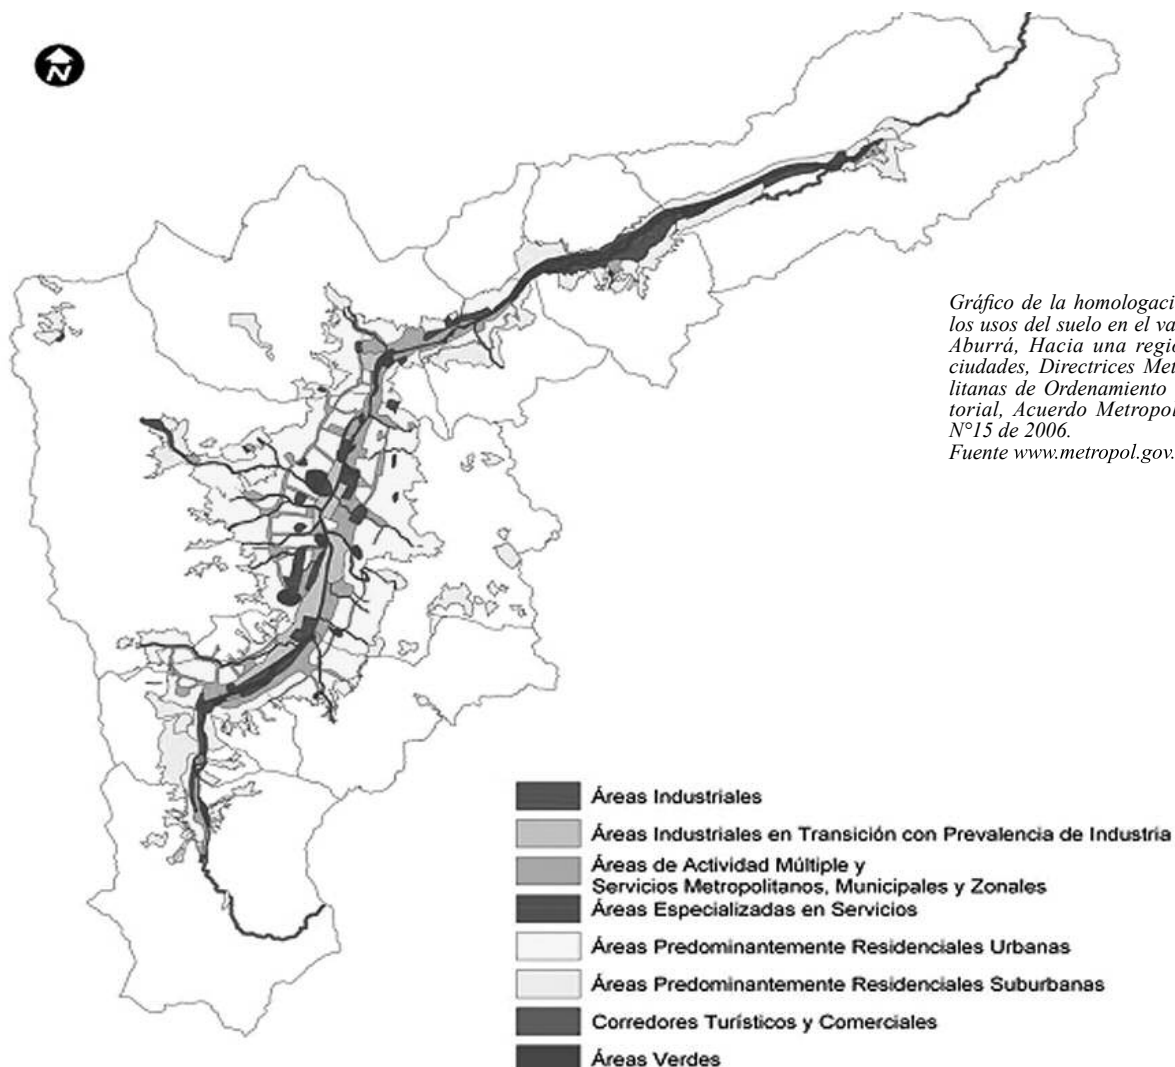 N
Gráfico de la homologaci
los usos del suelo en el va
Aburrá, Hacia una regio
ciudades, Directrices Met
litanas de Ordenamiento
torial, Acuerdo Metropol
N°15 de 2006.
Fuente www.metropol.gov.
Áreas Industriales
Áreas Industriales en Transición con Prevalencia de Industria
Áreas de Actividad Múltiple y
Servicios Metropolitanos, Municipales y Zonales
Áreas Especializadas en Servicios
Áreas Predominantemente Residenciales Urbanas
Áreas Predominantemente Residenciales Suburbanas
Corredores Turísticos y Comerciales
Áreas Verdes